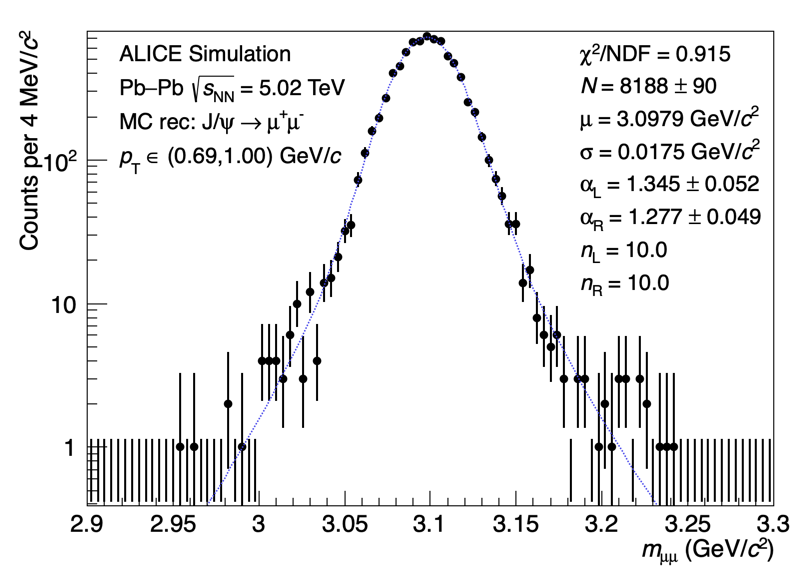 Counts per 4 MeV/c²
ALICE Simulation
Pb–Pb √sNN = 5.02 TeV
MC rec: J/ψ → μ⁺μ⁻
pT ∈ (0.69,1.00) GeV/c
χ²/NDF = 0.915
N = 8188 ± 90
μ = 3.0979 GeV/c²
σ = 0.0175 GeV/c²
αL = 1.345 ± 0.052
αR = 1.277 ± 0.049
nL = 10.0
nR = 10.0
10²
10
1
2.9 2.95 3 3.05 3.1 3.15 3.2 3.25 3.3
mμμ (GeV/c²)